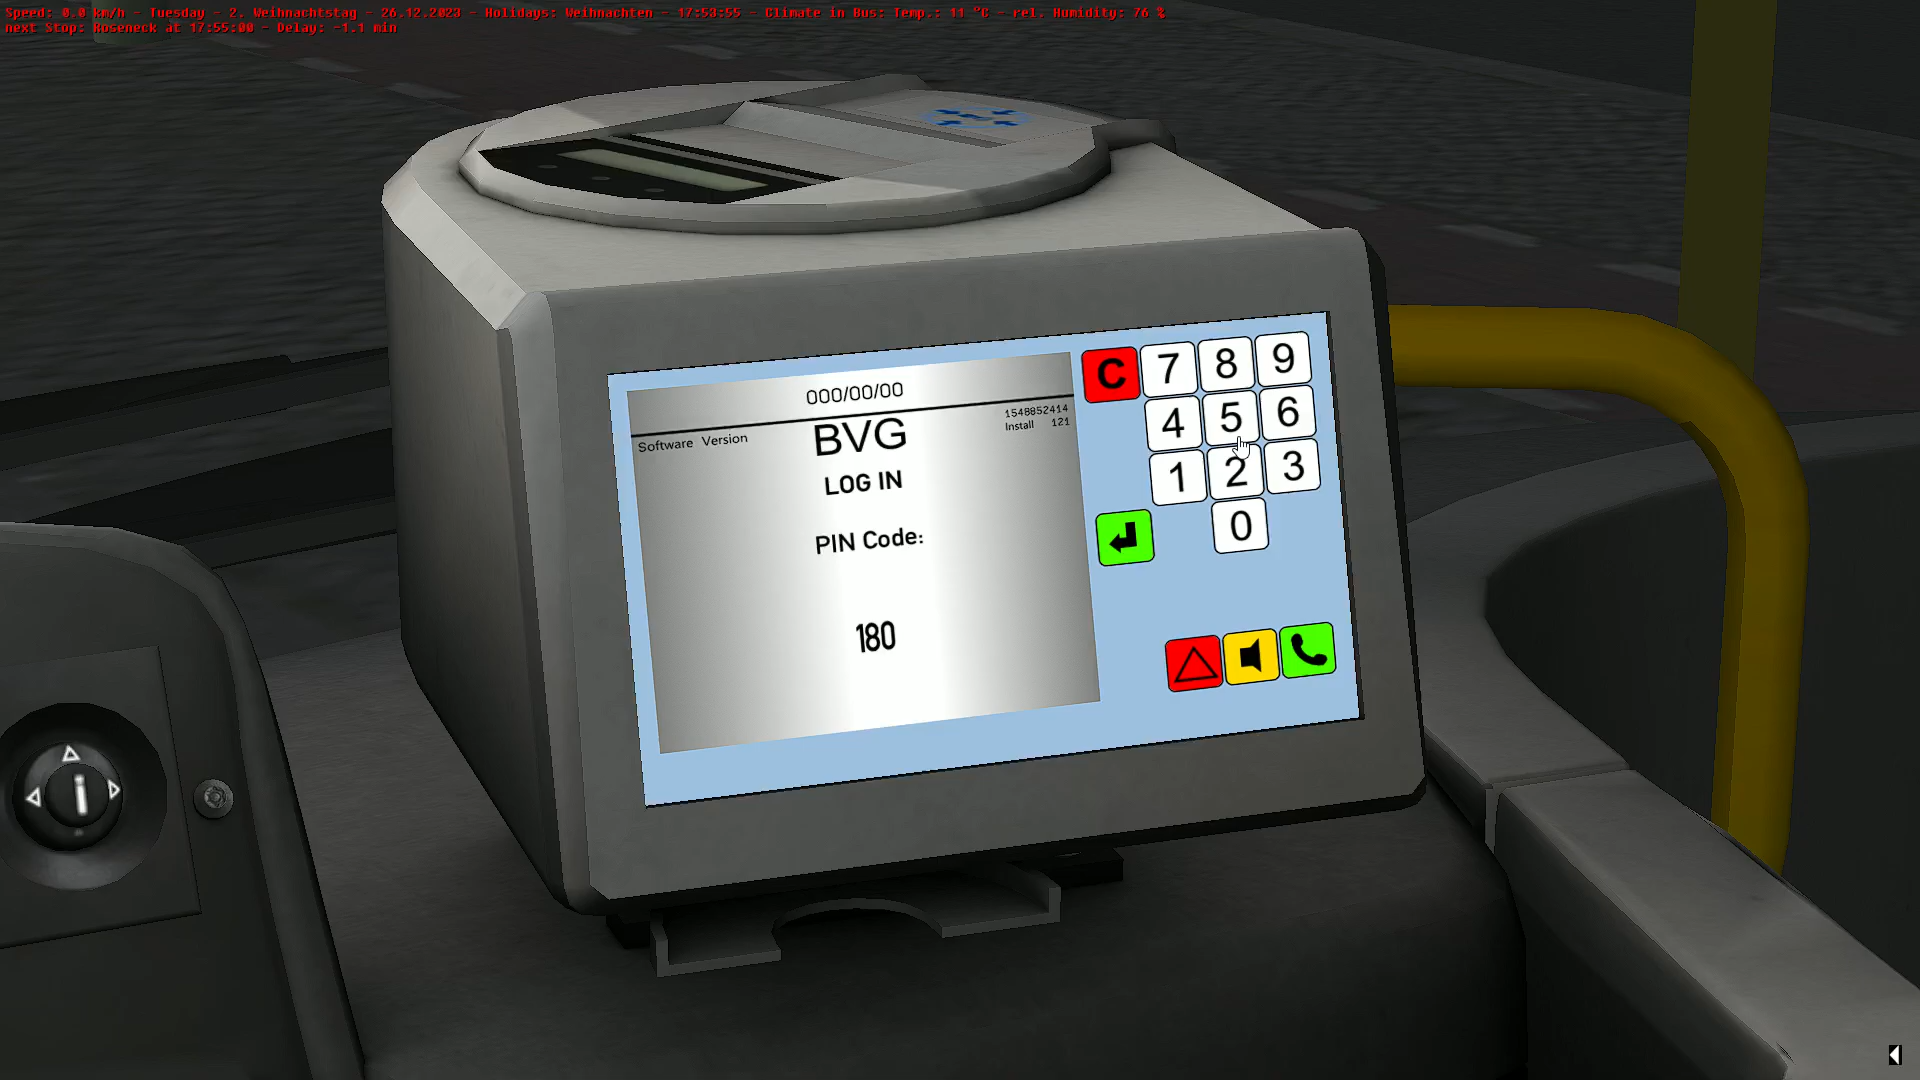 Speed: 0.0 km/h - Tuesday - 2. Weihnachtstag - 26.12.2023 - Holidays: Weihnachten - 17:53:55 - Climate in Bus: Temp.: 11 °C - rel. Humidity: 76 %
next Stop: Roseneck at 17:55:00 - Delay: -1.1 min
000/00/00
Software Version
BVG
1548852414
Install 121
LOG IN
PIN Code:
180
C 7 8 9
4 5 6
1 2 3
0
i